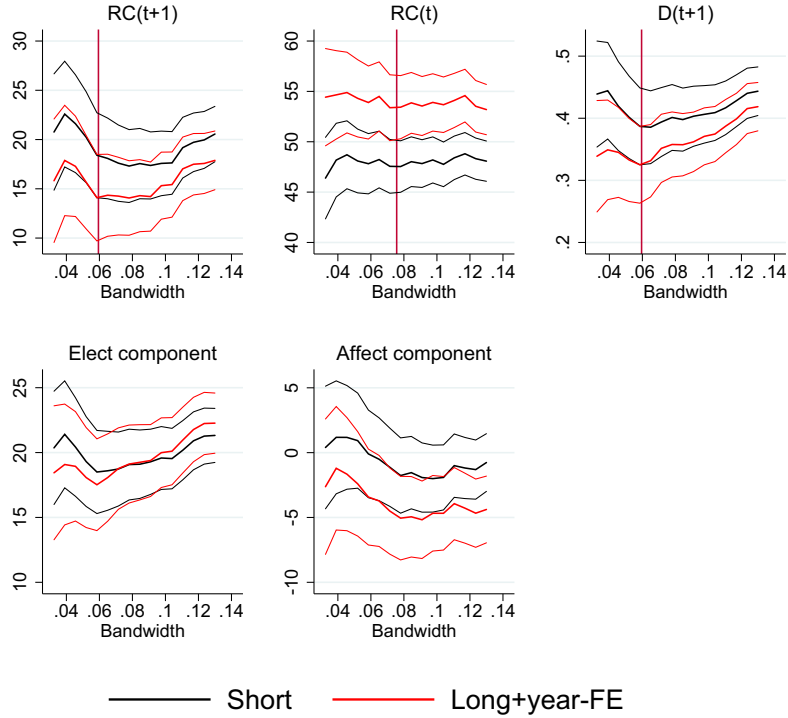 RC(t+1)
30
25
20
15
10
.04 .06 .08 .1 .12 .14
Bandwidth
RC(t)
60
55
50
45
40
.04 .06 .08 .1 .12 .14
Bandwidth
D(t+1)
.5
.4
.3
.2
.04 .06 .08 .1 .12 .14
Bandwidth
Elect component
25
20
15
10
.04 .06 .08 .1 .12 .14
Bandwidth
Affect component
5
0
-5
-10
.04 .06 .08 .1 .12 .14
Bandwidth
Short Long+year-FE